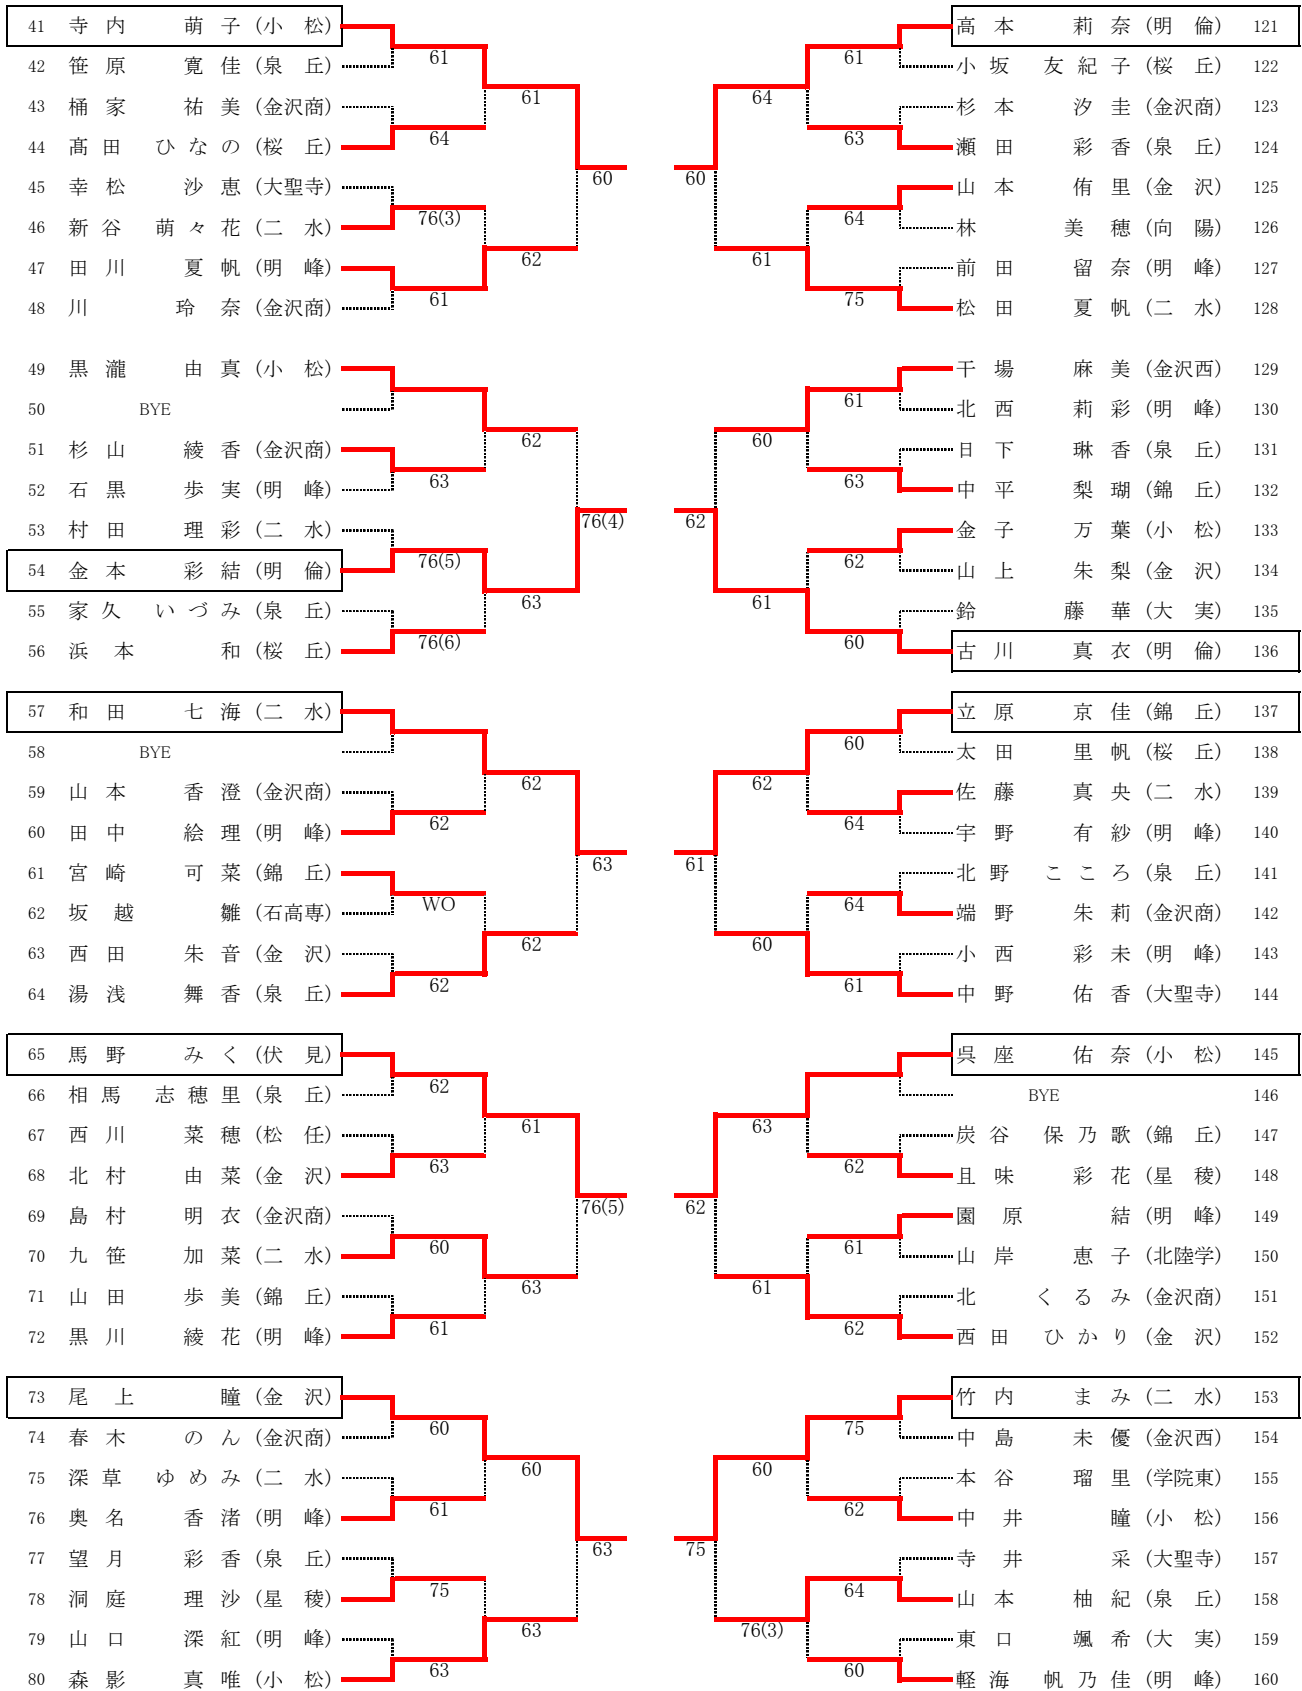 41 寺内 萌子(小 松) 高本 莉奈(明 倫) 121
61 61
42 笹原 寛佳(泉 丘) 小坂 友紀子(桜 丘) 122
61 64
43 桶家 祐美(金沢商) 杉本 汐圭(金沢商) 123
64 63
44 髙田 ひなの(桜 丘) 瀬田 彩香(泉 丘) 124
60 60
45 幸松 沙恵(大聖寺) 山本 侑里(金 沢) 125
76(3) 64
46 新谷 萌々花(二 水) 林 美穂(向 陽) 126
62 61
47 田川 夏帆(明 峰) 前田 留奈(明 峰) 127
61 75
48 川 玲奈(金沢商) 松田 夏帆(二 水) 128
49 黒瀧 由真(小 松) 干場 麻美(金沢西) 129
61
50 BYE 北西 莉彩(明 峰) 130
62 60
51 杉山 綾香(金沢商) 日下 琳香(泉 丘) 131
63 63
52 石黒 歩実(明 峰) 中平 梨瑚(錦 丘) 132
76(4) 62
53 村田 理彩(二 水) 金子 万葉(小 松) 133
76(5) 62
54 金本 彩結(明 倫) 山上 朱梨(金 沢) 134
63 61
55 家久 いづみ(泉 丘) 鈴 藤華(大 実) 135
76(6) 60
56 浜本 和(桜 丘) 古川 真衣(明 倫) 136
57 和田 七海(二 水) 立原 京佳(錦 丘) 137
60
58 BYE 太田 里帆(桜 丘) 138
62 62
59 山本 香澄(金沢商) 佐藤 真央(二 水) 139
62 64
60 田中 絵理(明 峰) 宇野 有紗(明 峰) 140
63 61
61 宮崎 可菜(錦 丘) 北野 こころ(泉 丘) 141
WO 64
62 坂越 雛(石高専) 端野 朱莉(金沢商) 142
62 60
63 西田 朱音(金 沢) 小西 彩未(明 峰) 143
62 61
64 湯浅 舞香(泉 丘) 中野 佑香(大聖寺) 144
65 馬野 みく(伏 見) 呉座 佑奈(小 松) 145
62
66 相馬 志穂里(泉 丘) BYE 146
61 63
67 西川 菜穂(松 任) 炭谷 保乃歌(錦 丘) 147
63 62
68 北村 由菜(金 沢) 且味 彩花(星 稜) 148
76(5) 62
69 島村 明衣(金沢商) 園原 結(明 峰) 149
60 61
70 九笹 加菜(二 水) 山岸 恵子(北陸学) 150
63 61
71 山田 歩美(錦 丘) 北 くるみ(金沢商) 151
61 62
72 黒川 綾花(明 峰) 西田 ひかり(金 沢) 152
73 尾上 瞳(金 沢) 竹内 まみ(二 水) 153
60 75
74 春木 のん(金沢商) 中島 未優(金沢西) 154
60 60
75 深草 ゆめみ(二 水) 本谷 瑠里(学院東) 155
61 62
76 奥名 香渚(明 峰) 中井 瞳(小 松) 156
63 75
77 望月 彩香(泉 丘) 寺井 采(大聖寺) 157
75 64
78 洞庭 理沙(星 稜) 山本 柚紀(泉 丘) 158
63 76(3)
79 山口 深紅(明 峰) 東口 颯希(大 実) 159
63 60
80 森影 真唯(小 松) 軽海 帆乃佳(明 峰) 160